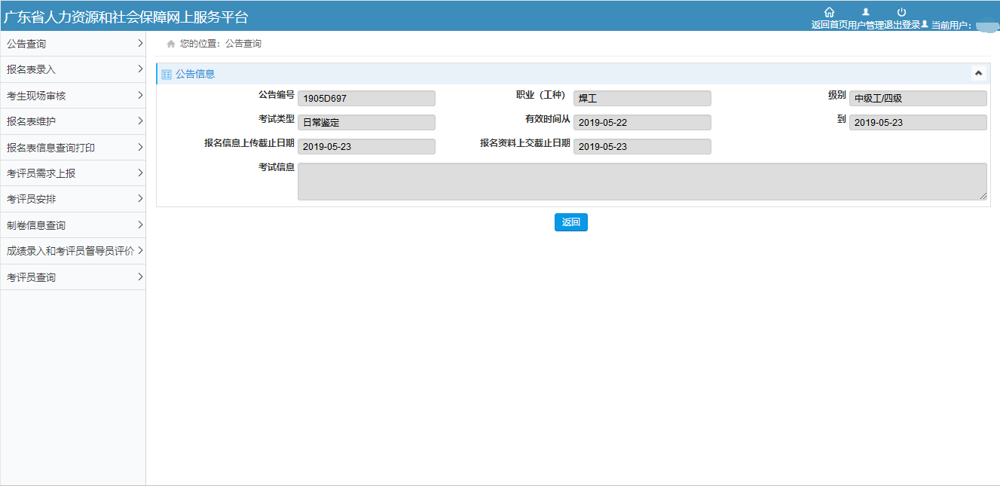 广东省人力资源和社会保障网上服务平台
返回首页用户管理退出登录 当前用户:
公告查询
报名表录入
考生现场审核
报名表维护
报名表信息查询打印
考评员需求上报
考评员安排
制卷信息查询
成绩录入和考评员督导员评价
考评员查询
您的位置: 公告查询
公告信息
公告编号 1905D697 职业（工种） 焊工 级别 中级工/四级
考试类型 日常鉴定 有效时间从 2019-05-22 到 2019-05-23
报名信息上传截止日期 2019-05-23 报名资料上交截止日期 2019-05-23
考试信息
返回